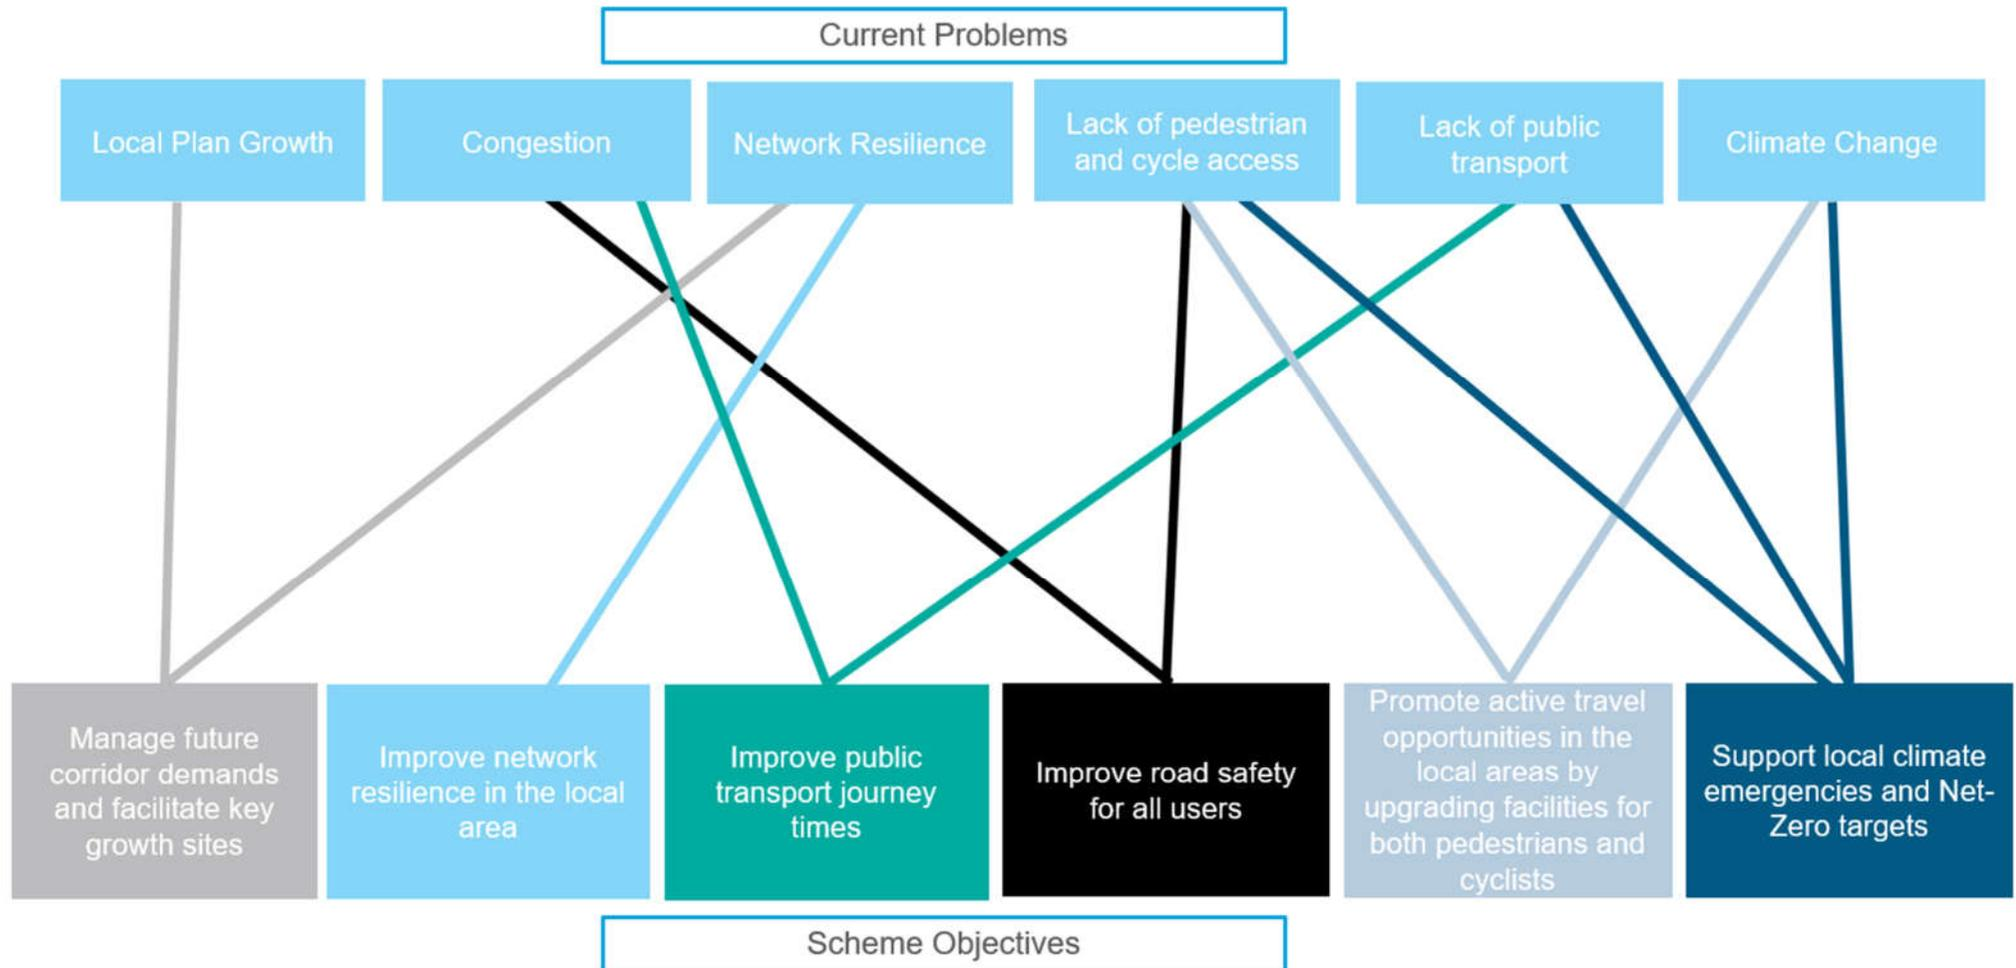 Current Problems
Local Plan Growth
Congestion
Network Resilience
Lack of pedestrian
and cycle access
Lack of public
transport
Climate Change
Manage future
corridor demands
and facilitate key
growth sites
Improve network
resilience in the local
area
Improve public
transport journey
times
Improve road safety
for all users
Promote active travel
opportunities in the
local areas by
upgrading facilities for
both pedestrians and
cyclists
Support local climate
emergencies and Net-
Zero targets
Scheme Objectives